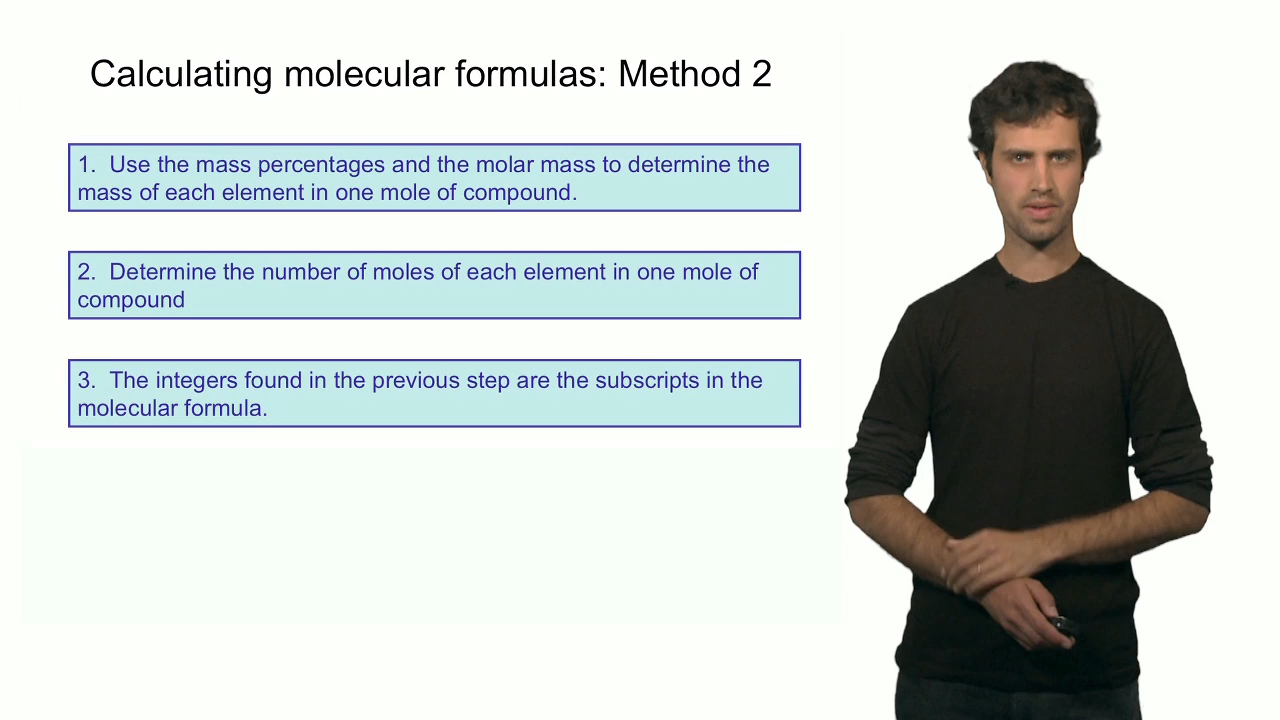 Calculating molecular formulas: Method 2
1. Use the mass percentages and the molar mass to determine the
mass of each element in one mole of compound.
2. Determine the number of moles of each element in one mole of
compound
3. The integers found in the previous step are the subscripts in the
molecular formula.